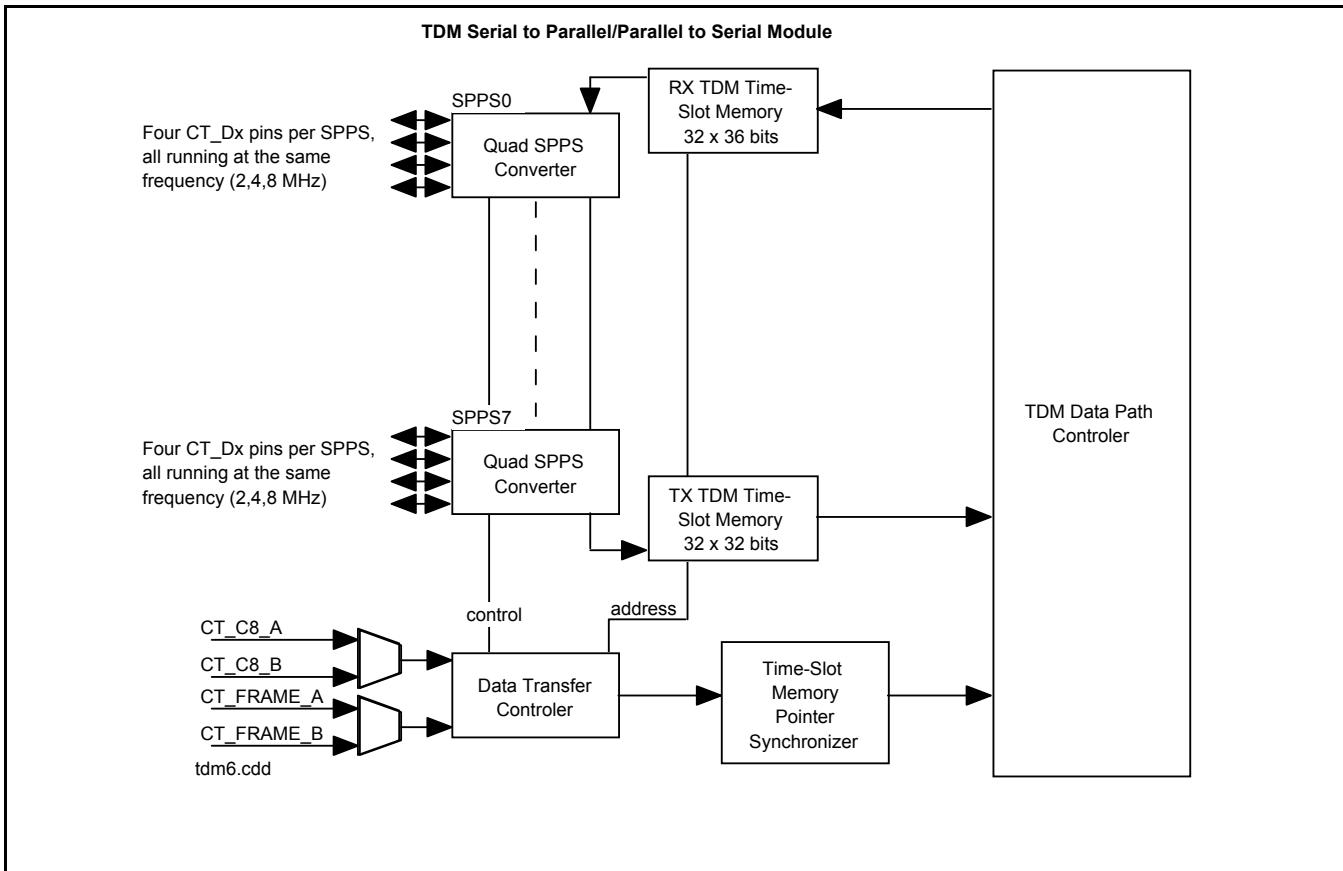 TDM Serial to Parallel/Parallel to Serial Module
RX TDM Time-
Slot Memory
32 x 36 bits
SPPS0
Four CT_Dx pins per SPPS,
all running at the same
frequency (2,4,8 MHz)
Quad SPPS
Converter
TDM Data Path
Controler
SPPS7
Four CT_Dx pins per SPPS,
all running at the same
frequency (2,4,8 MHz)
Quad SPPS
Converter
TX TDM Time-
Slot Memory
32 x 32 bits
control
address
CT_C8_A
CT_C8_B
CT_FRAME_A
CT_FRAME_B
Data Transfer
Controler
Time-Slot
Memory
Pointer
Synchronizer
tdm6.cdd